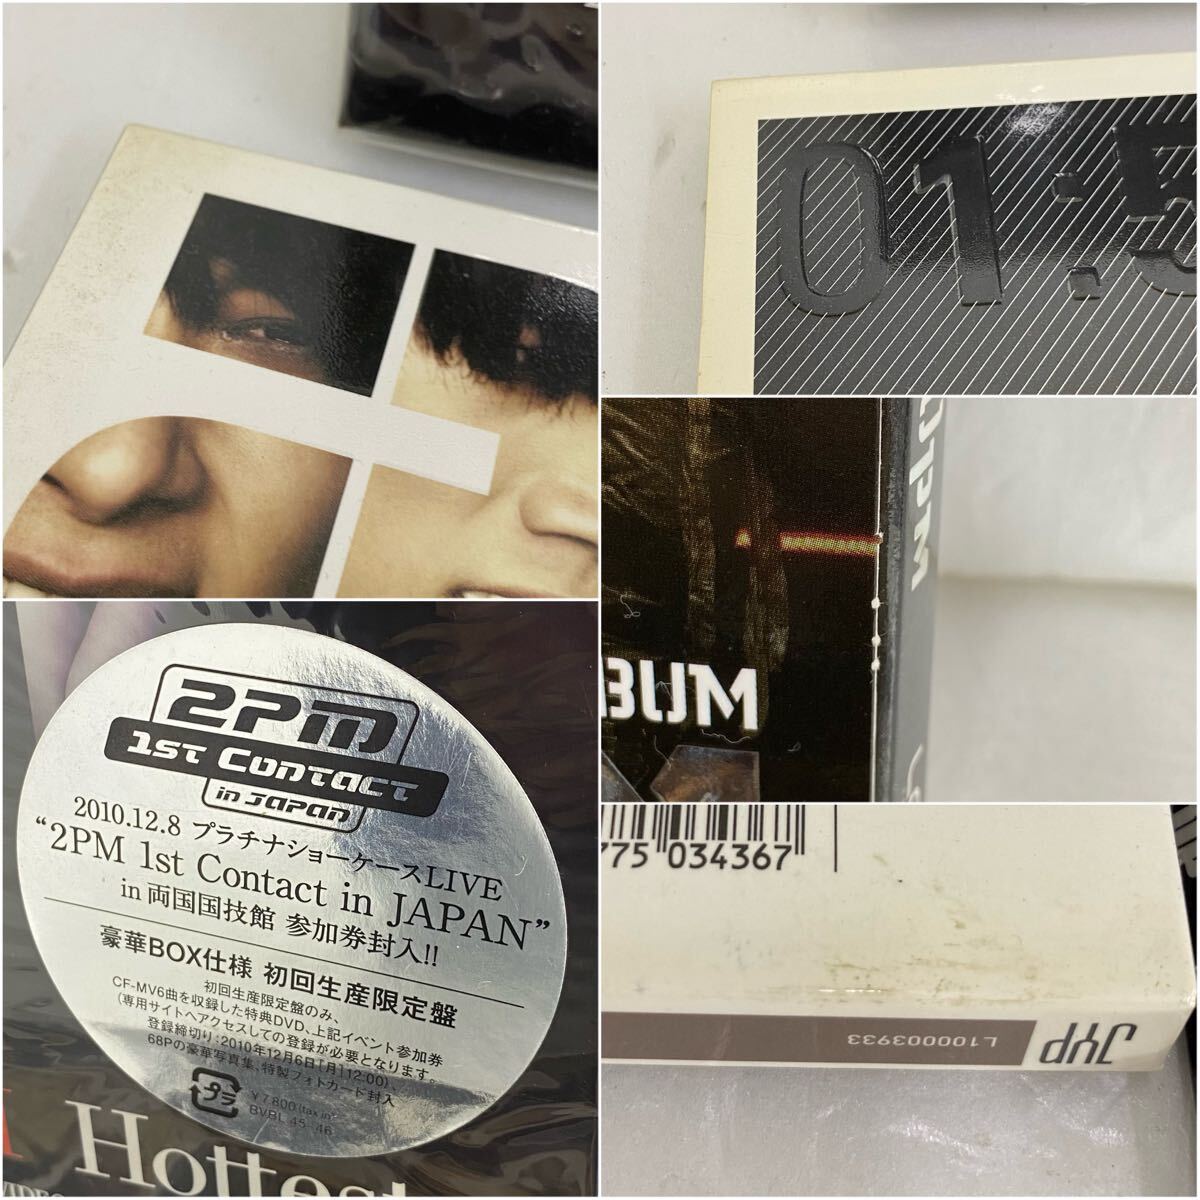 01:5
2PM
BUM
2PM
1st Contact
in Japan
2010.12.8 プラチナショーケースLIVE
“2PM 1st Contact in JAPAN”
in 両国国技館 参加券封入!!
豪華BOX仕様 初回生産限定盤
初回生産限定盤のみ、
CF-MV6曲を収録した特典DVD、上記イベント参加券
(専用サイトへアクセスしての登録が必要となります。
登録締切り:2010年12月6日[月]12:00)、
68Pの豪華写真集、特製フォトカード封入
プラ
￥7,800(tax in)
BVBL 45-46
Hottest
VIDEO
775 034367
L100003933
JYP